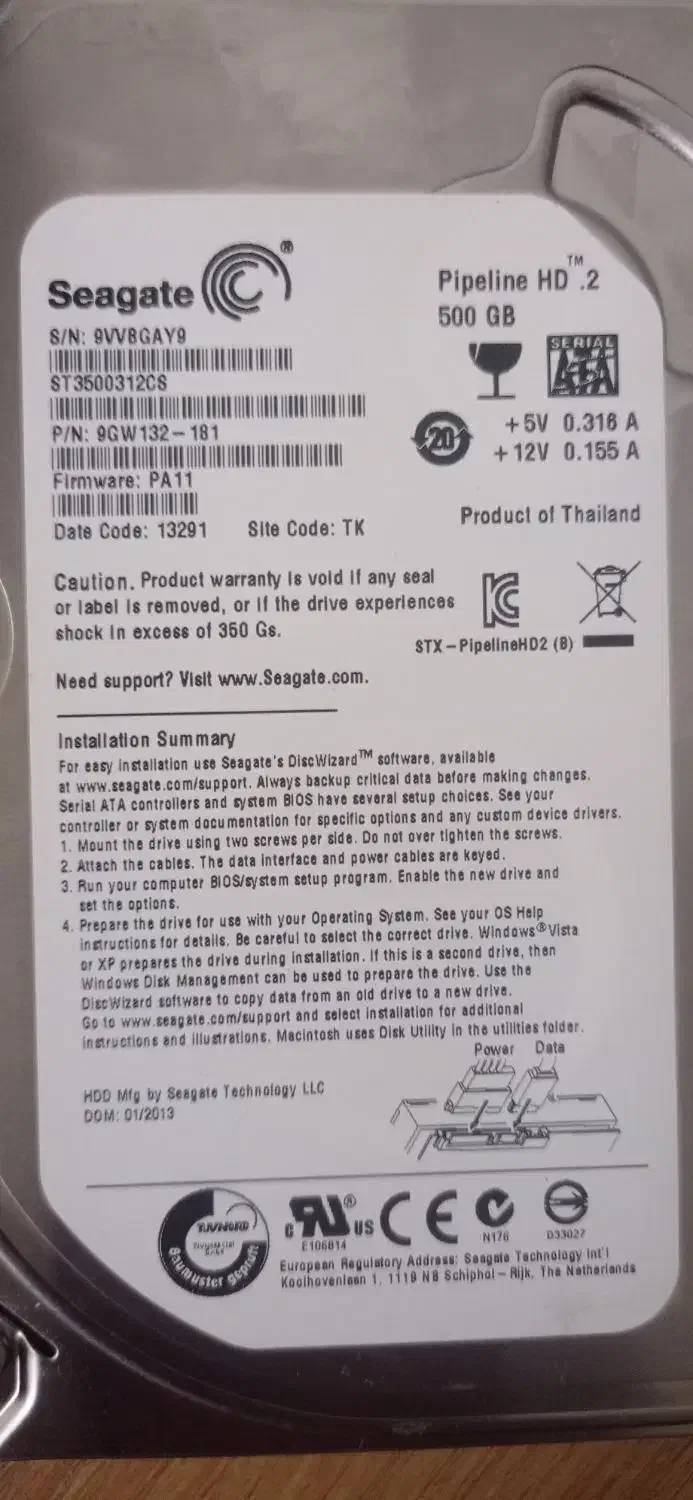 Seagate ®
Pipeline HD™.2
500 GB
S/N: 9VVBGAY9
ST3500312CS
P/N: 9GW132-181
Firmware: PA11
Date Code: 13291 Site Code: TK
SERIAL
ATA
20
+5V 0.316 A
+12V 0.155 A
Product of Thailand
Caution. Product warranty is void if any seal
or label is removed, or if the drive experiences
shock in excess of 350 Gs.
STX-PipelineHD2 (B)
Need support? Visit www.Seagate.com.
Installation Summary
For easy installation use Seagate's DiscWizard™ software, available
at www.seagate.com/support. Always backup critical data before making changes.
Serial ATA controllers and system BIOS have several setup choices. See your
controller or system documentation for specific options and any custom device drivers.
1. Mount the drive using two screws per side. Do not over tighten the screws.
2. Attach the cables. The data interface and power cables are keyed.
3. Run your computer BIOS/system setup program. Enable the new drive and
set the options.
4. Prepare the drive for use with your Operating System. See your OS Help
instructions for details. Be careful to select the correct drive. Windows® Vista
or XP prepares the drive during installation. If this is a second drive, then
Windows Disk Management can be used to prepare the drive. Use the
DiscWizard software to copy data from an old drive to a new drive.
Go to www.seagate.com/support and select installation for additional
instructions and illustrations. Macintosh uses Disk Utility in the utilities folder.
Power Data
HDD Mfg by Seagate Technology LLC
DOM: 01/2013
TUVNORD
Baumuster geprüft
c RU® US
E106814
CE
N176
D33027
European Regulatory Address: Seagate Technology Int'l
Koolhovenlaan 1, 1119 NB Schiphol-Rijk, The Netherlands